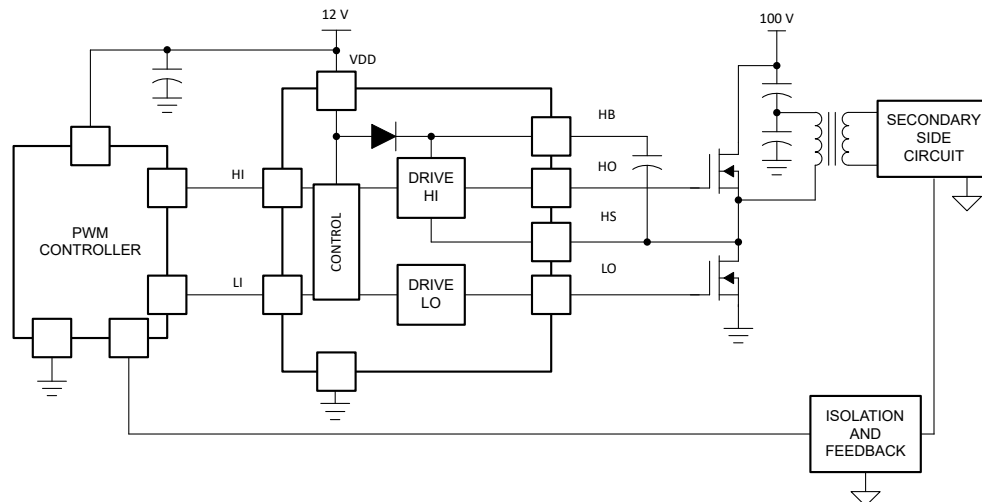 12 V
100 V
VDD
HB
SECONDARY
SIDE
CIRCUIT
HI
DRIVE
HI
HO
PWM
CONTROLLER
CONTROL
HS
LI
DRIVE
LO
LO
ISOLATION
AND
FEEDBACK